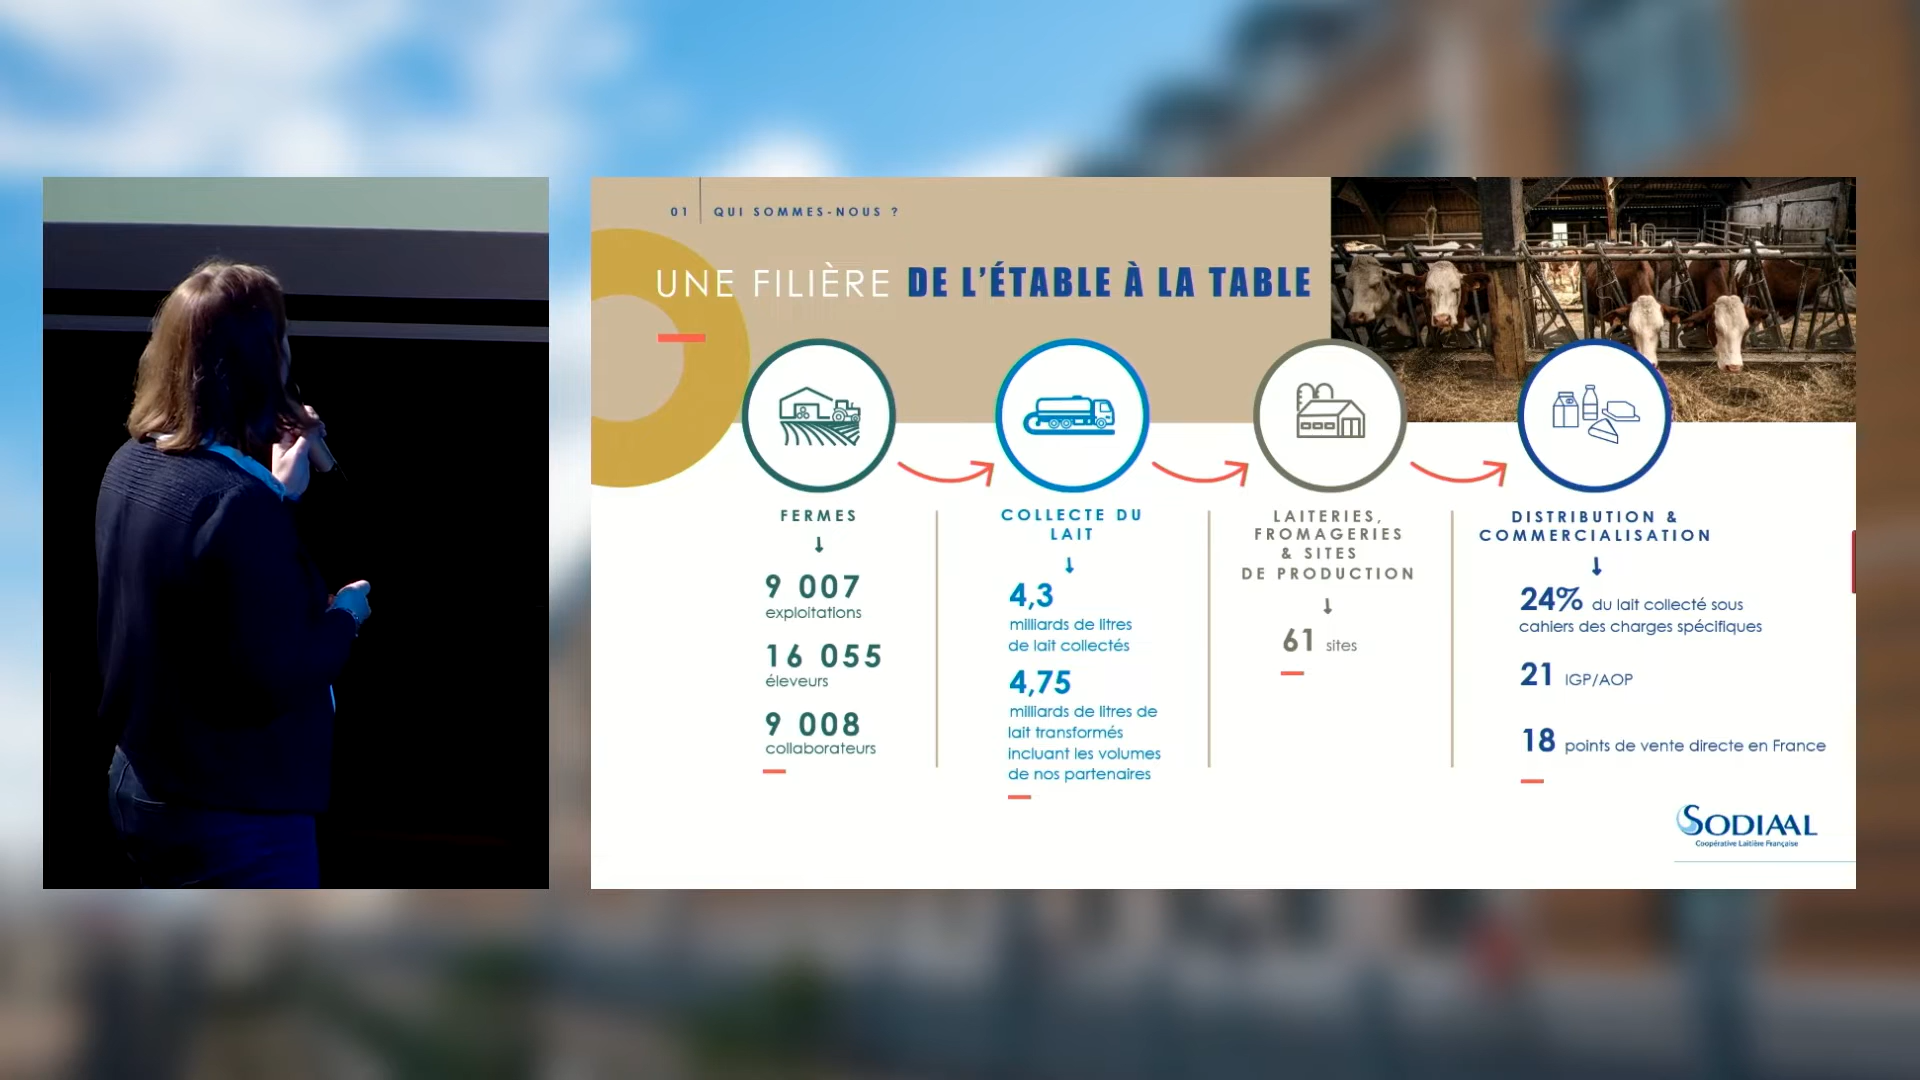 01 QUI SOMMES-NOUS ?
UNE FILIÈRE DE L'ÉTABLE À LA TABLE
FERMES
9 007
exploitations
16 055
éleveurs
9 008
collaborateurs
COLLECTE DU
LAIT
4,3
milliards de litres
de lait collectés
4,75
milliards de litres de
lait transformés
incluant les volumes
de nos partenaires
LAITERIES,
FROMAGERIES
& SITES
DE PRODUCTION
61 sites
DISTRIBUTION &
COMMERCIALISATION
24% du lait collecté sous
cahiers des charges spécifiques
21 IGP/AOP
18 points de vente directe en France
SODIAAL
Coopérative Laitière Française